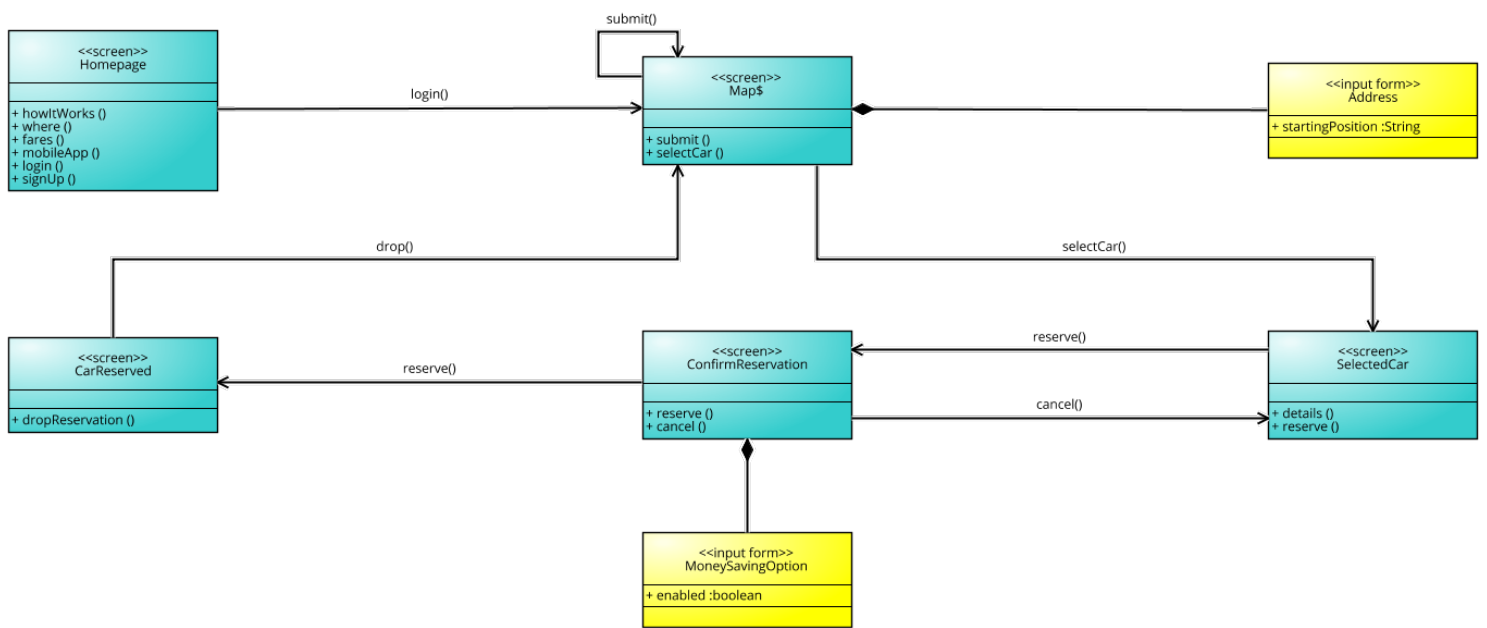 submit()
<<screen>>
Homepage
+ howItWorks ()
+ where ()
+ fares ()
+ mobileApp ()
+ login ()
+ signUp ()
login()
<<screen>>
Map$
+ submit ()
+ selectCar ()
<<input form>>
Address
+ startingPosition :String
drop()
selectCar()
<<screen>>
CarReserved
+ dropReservation ()
reserve()
<<screen>>
ConfirmReservation
+ reserve ()
+ cancel ()
reserve()
cancel()
<<screen>>
SelectedCar
+ details ()
+ reserve ()
<<input form>>
MoneySavingOption
+ enabled :boolean